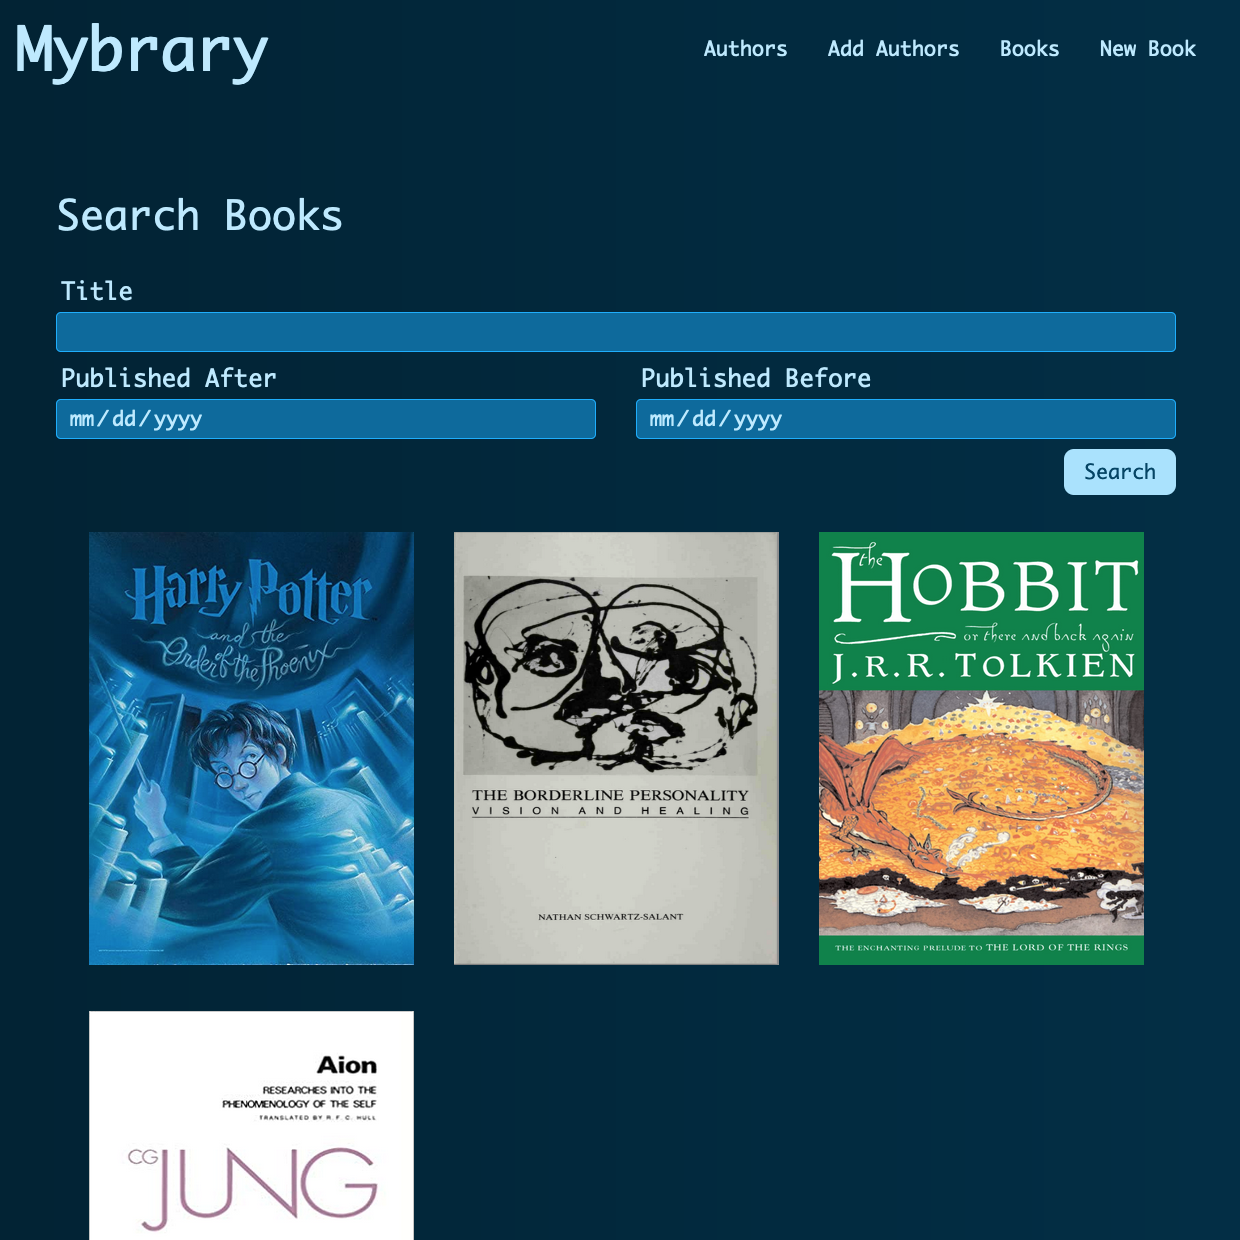 Mybrary
Authors Add Authors Books New Book
Search Books
Title
Published After
Published Before
mm/dd/yyyy
mm/dd/yyyy
Search
Harry Potter
and the
Order of the Phoenix
THE BORDERLINE PERSONALITY
VISION AND HEALING
NATHAN SCHWARTZ-SALANT
the
HOBBIT
or there and back again
J.R.R. TOLKIEN
THE ENCHANTING PRELUDE TO THE LORD OF THE RINGS
Aion
RESEARCHES INTO THE
PHENOMENOLOGY OF THE SELF
TRANSLATED BY R. F. C. HULL
CG JUNG